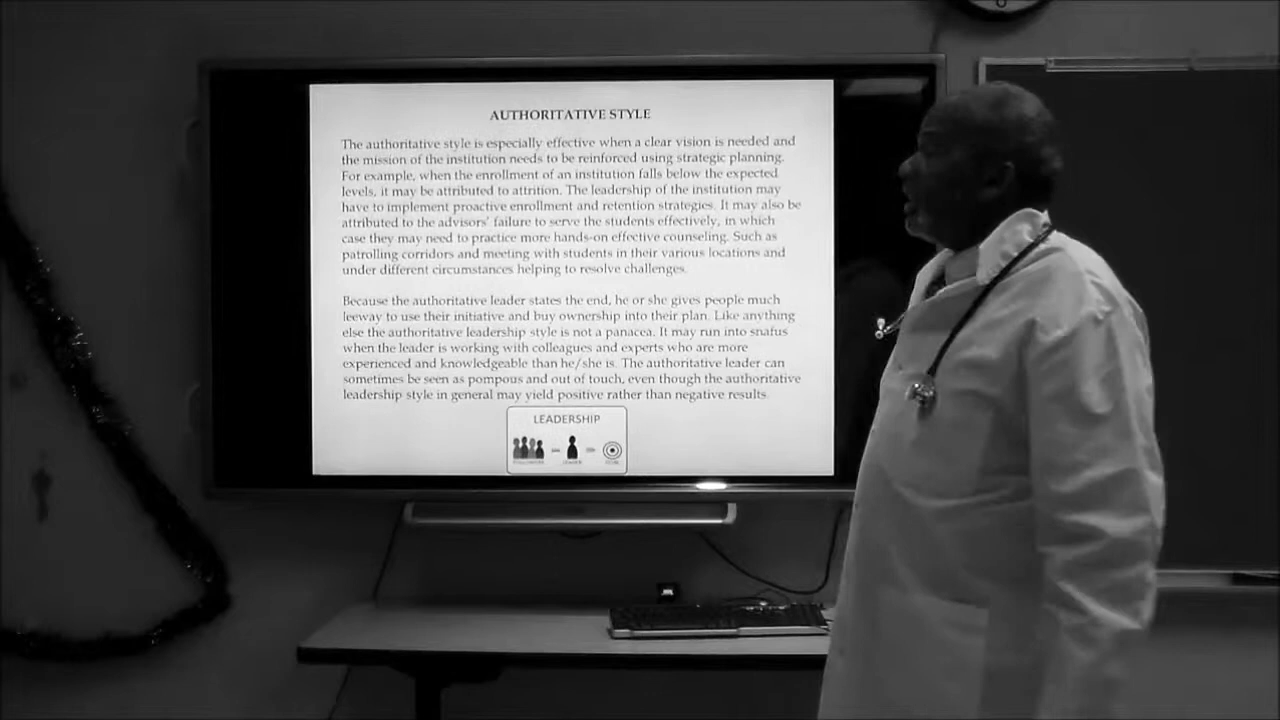 AUTHORITATIVE STYLE
The authoritative style is especially effective when a clear vision is needed and
the mission of the institution needs to be reinforced using strategic planning.
For example, when the enrollment of an institution falls below the expected
levels, it may be attributed to attrition. The leadership of the institution may
have to implement proactive enrollment and retention strategies. It may also be
attributed to the advisors' failure to serve the students effectively, in which
case they may need to practice more hands-on effective counseling. Such as
patrolling corridors and meeting with students in their various locations and
under different circumstances helping to resolve challenges.
Because the authoritative leader states the end, he or she gives people much
leeway to use their initiative and buy ownership into their plan. Like anything
else the authoritative leadership style is not a panacea. It may run into snafus
when the leader is working with colleagues and experts who are more
experienced and knowledgeable than he/she is. The authoritative leader can
sometimes be seen as pompous and out of touch, even though the authoritative
leadership style in general may yield positive rather than negative results.
LEADERSHIP